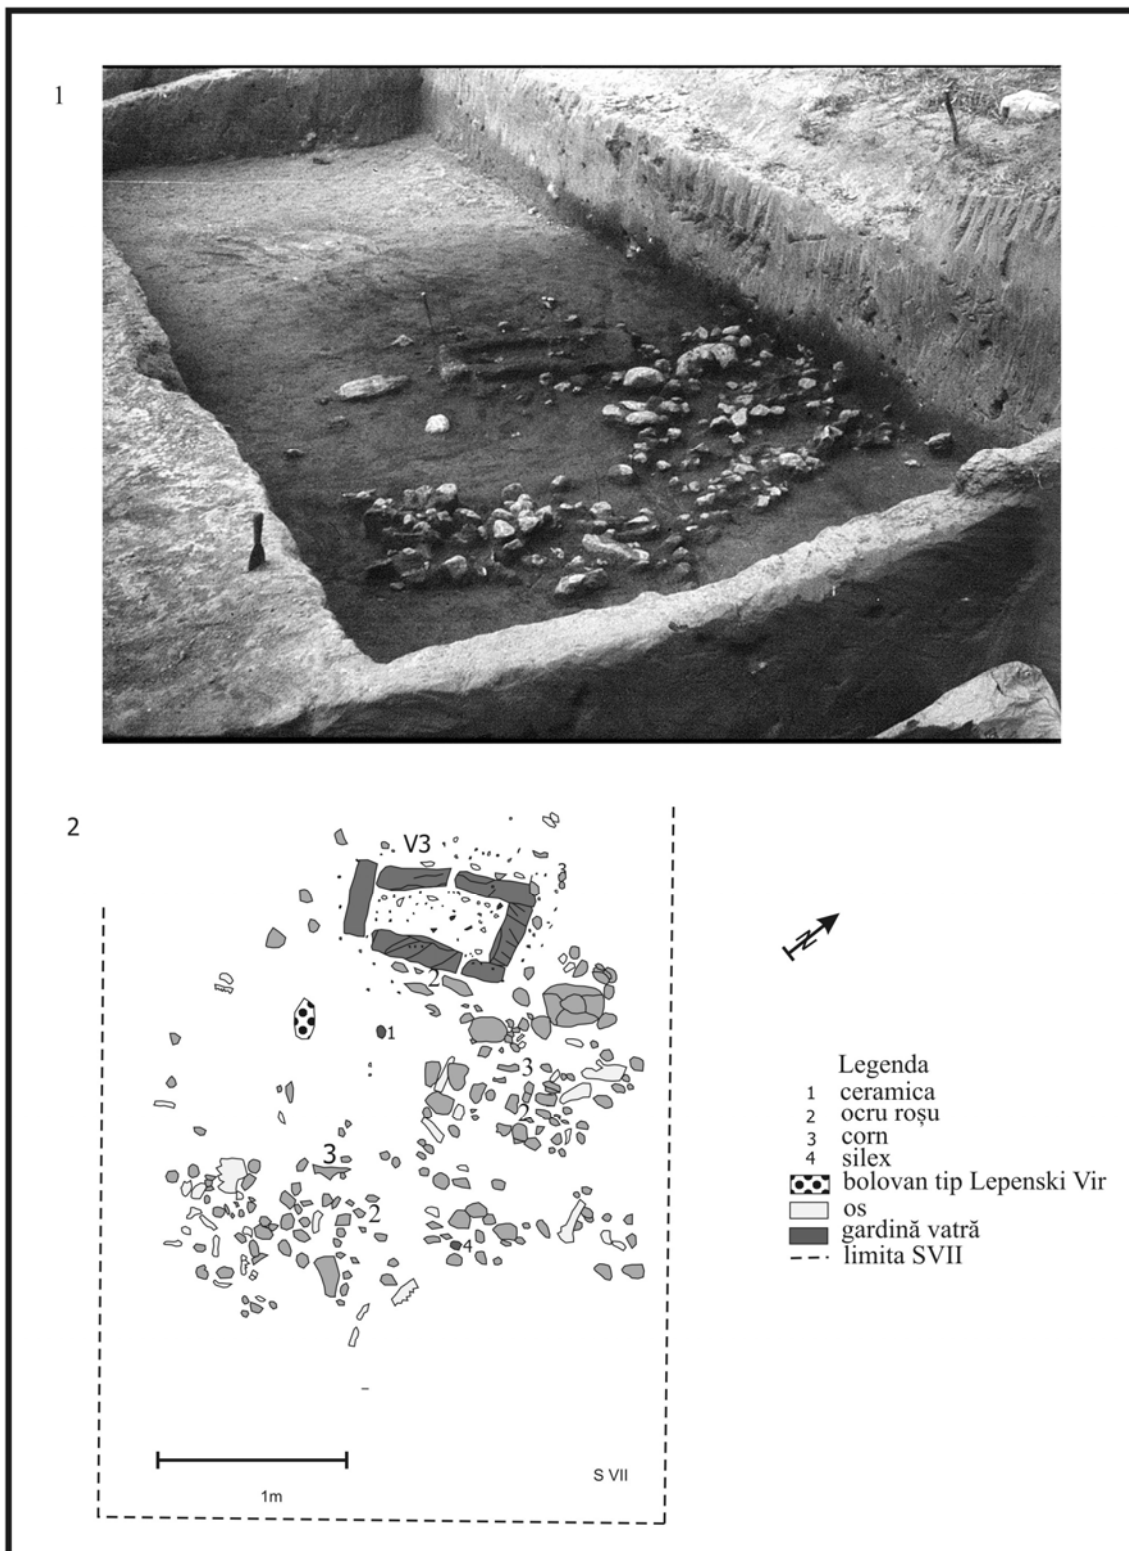 1
2
V3
3
2
1
3
2
3
2
4
N
Legenda
1 ceramica
2 ocru roșu
3 corn
4 silex
bolovan tip Lepenski Vir
os
gardină vatră
limita SVII
S VII
1m